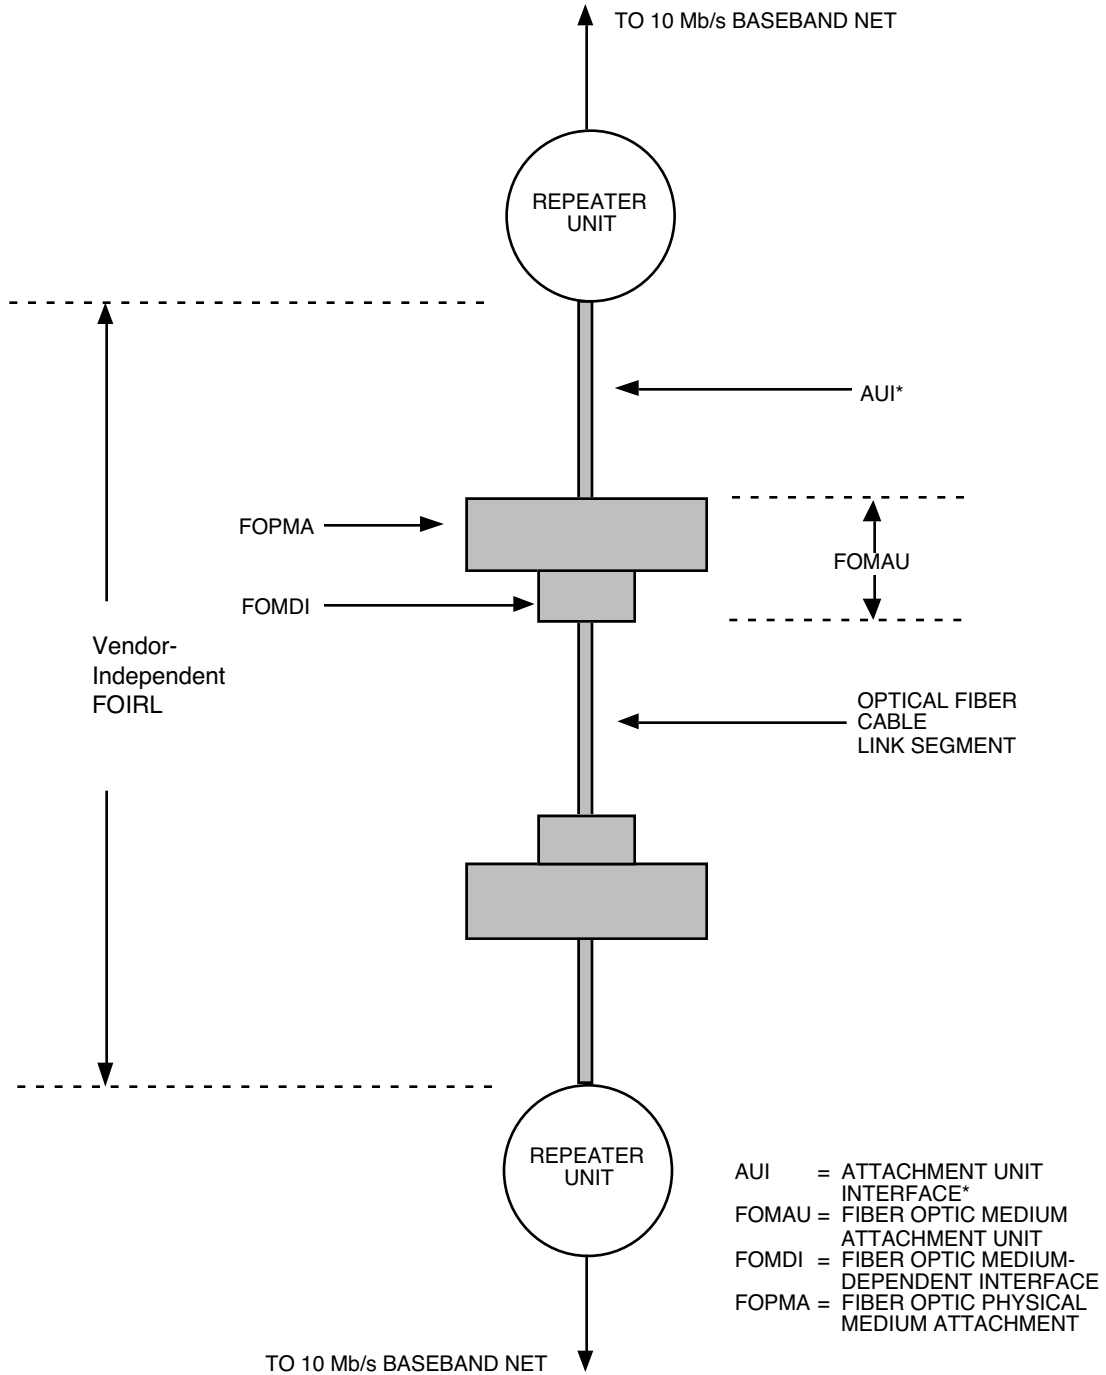 TO 10 Mb/s BASEBAND NET
REPEATER
UNIT
AUI*
FOPMA
FOMAU
FOMDI
Vendor-
Independent
FOIRL
OPTICAL FIBER
CABLE
LINK SEGMENT
REPEATER
UNIT
AUI = ATTACHMENT UNIT
INTERFACE*
FOMAU = FIBER OPTIC MEDIUM
ATTACHMENT UNIT
FOMDI = FIBER OPTIC MEDIUM-
DEPENDENT INTERFACE
FOPMA = FIBER OPTIC PHYSICAL
MEDIUM ATTACHMENT
TO 10 Mb/s BASEBAND NET